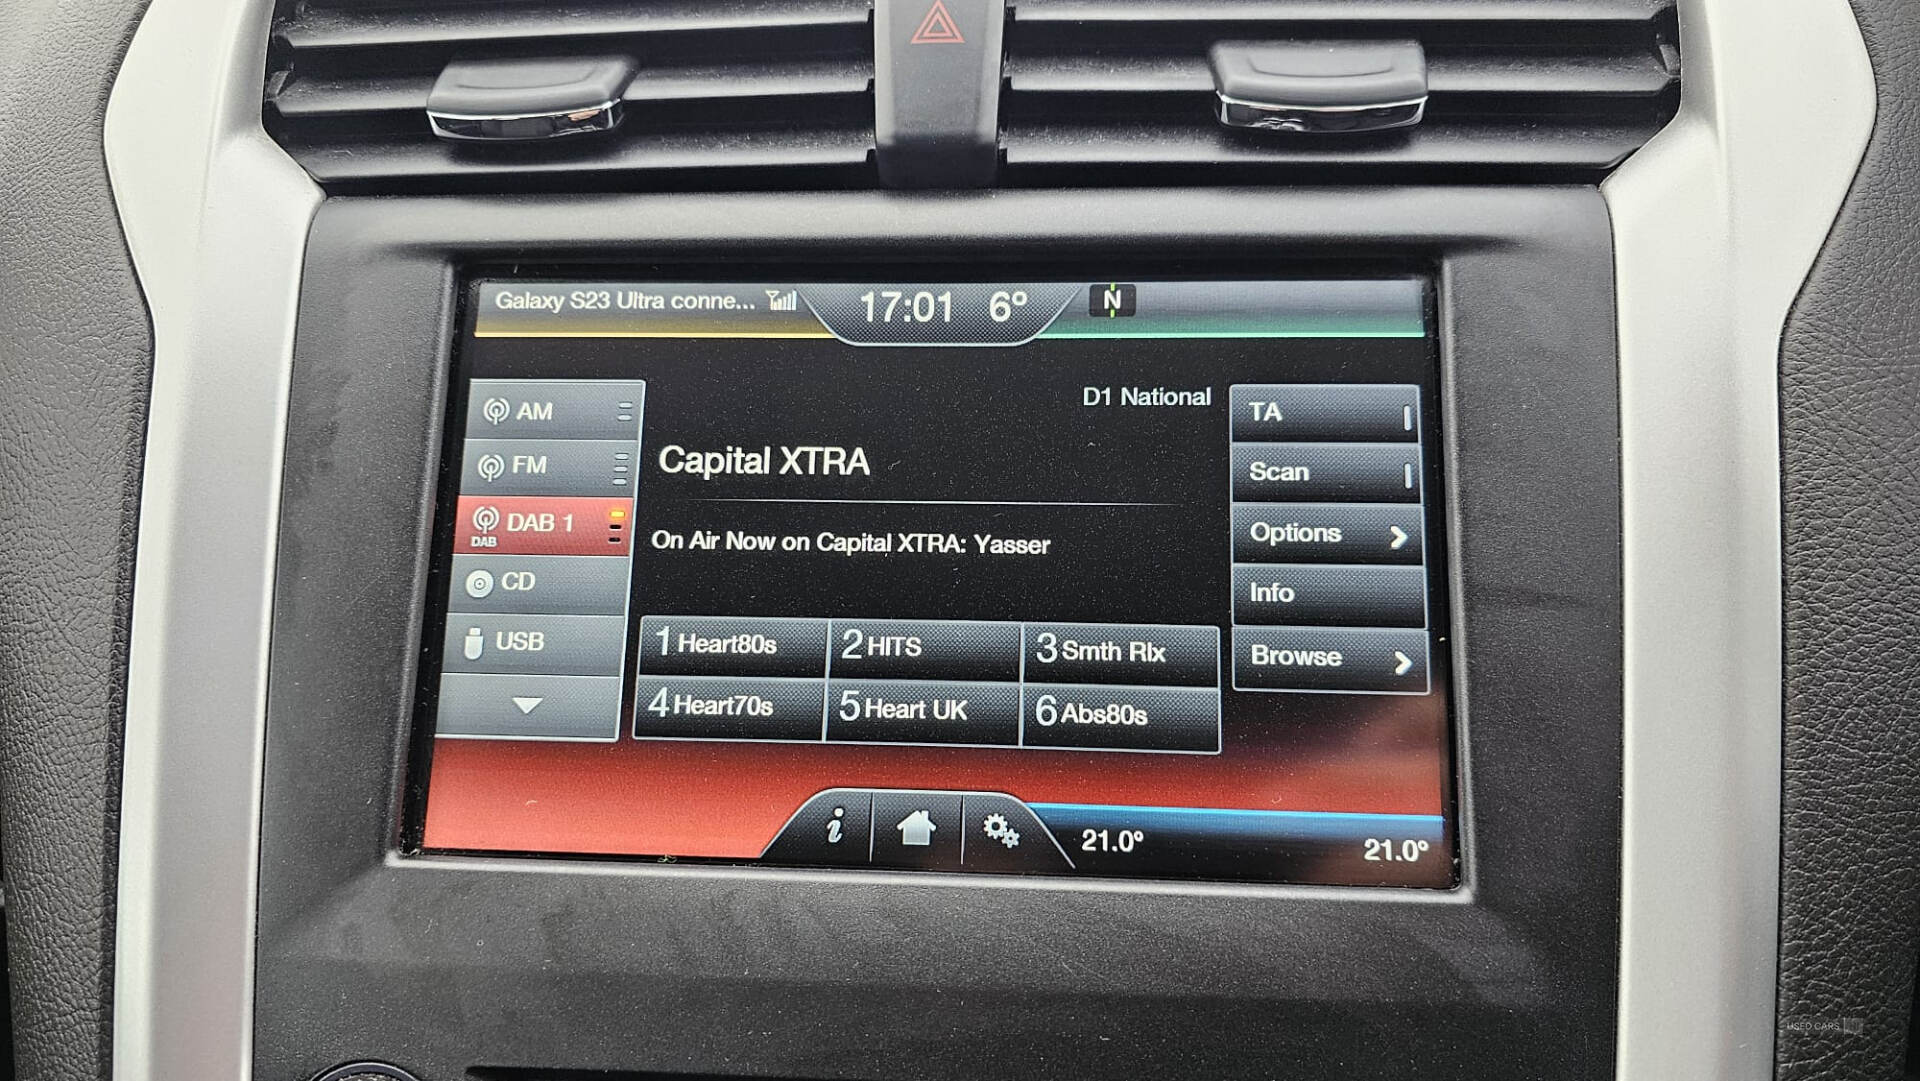 Galaxy S23 Ultra conne...
17:01 6°
N
AM
FM
DAB 1
DAB
CD
USB
D1 National
Capital XTRA
On Air Now on Capital XTRA: Yasser
1 Heart80s
2 HITS
3 Smth Rlx
4 Heart70s
5 Heart UK
6 Abs80s
TA
Scan
Options
Info
Browse
i
21.0°
21.0°
USED CARS